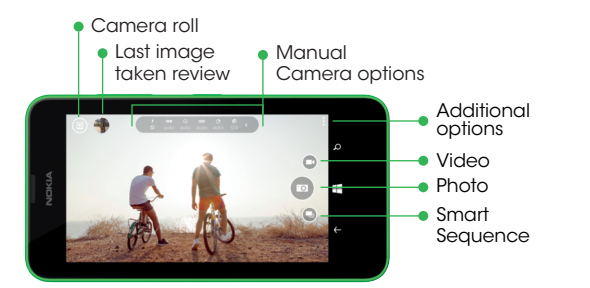 Camera roll
Last image
taken review
Manual
Camera options
Additional
options
Video
Photo
Smart
Sequence
NOKIA